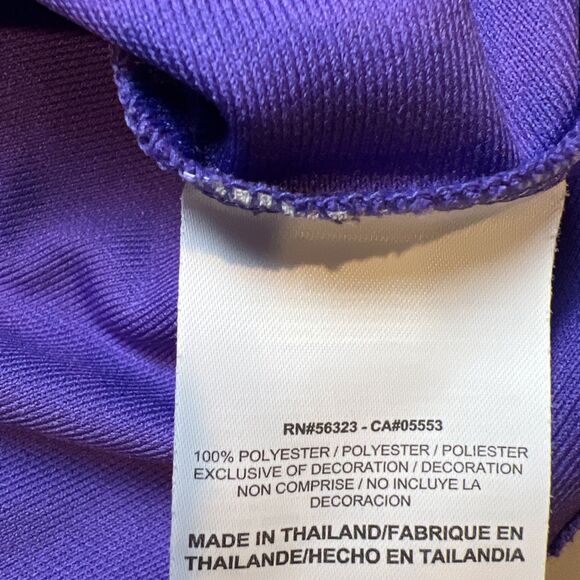 RN#56323 - CA#05553
100% POLYESTER / POLYESTER / POLIESTER
EXCLUSIVE OF DECORATION / DECORATION
NON COMPRISE / NO INCLUYE LA
DECORACION
MADE IN THAILAND/FABRIQUE EN
THAILANDE/HECHO EN TAILANDIA